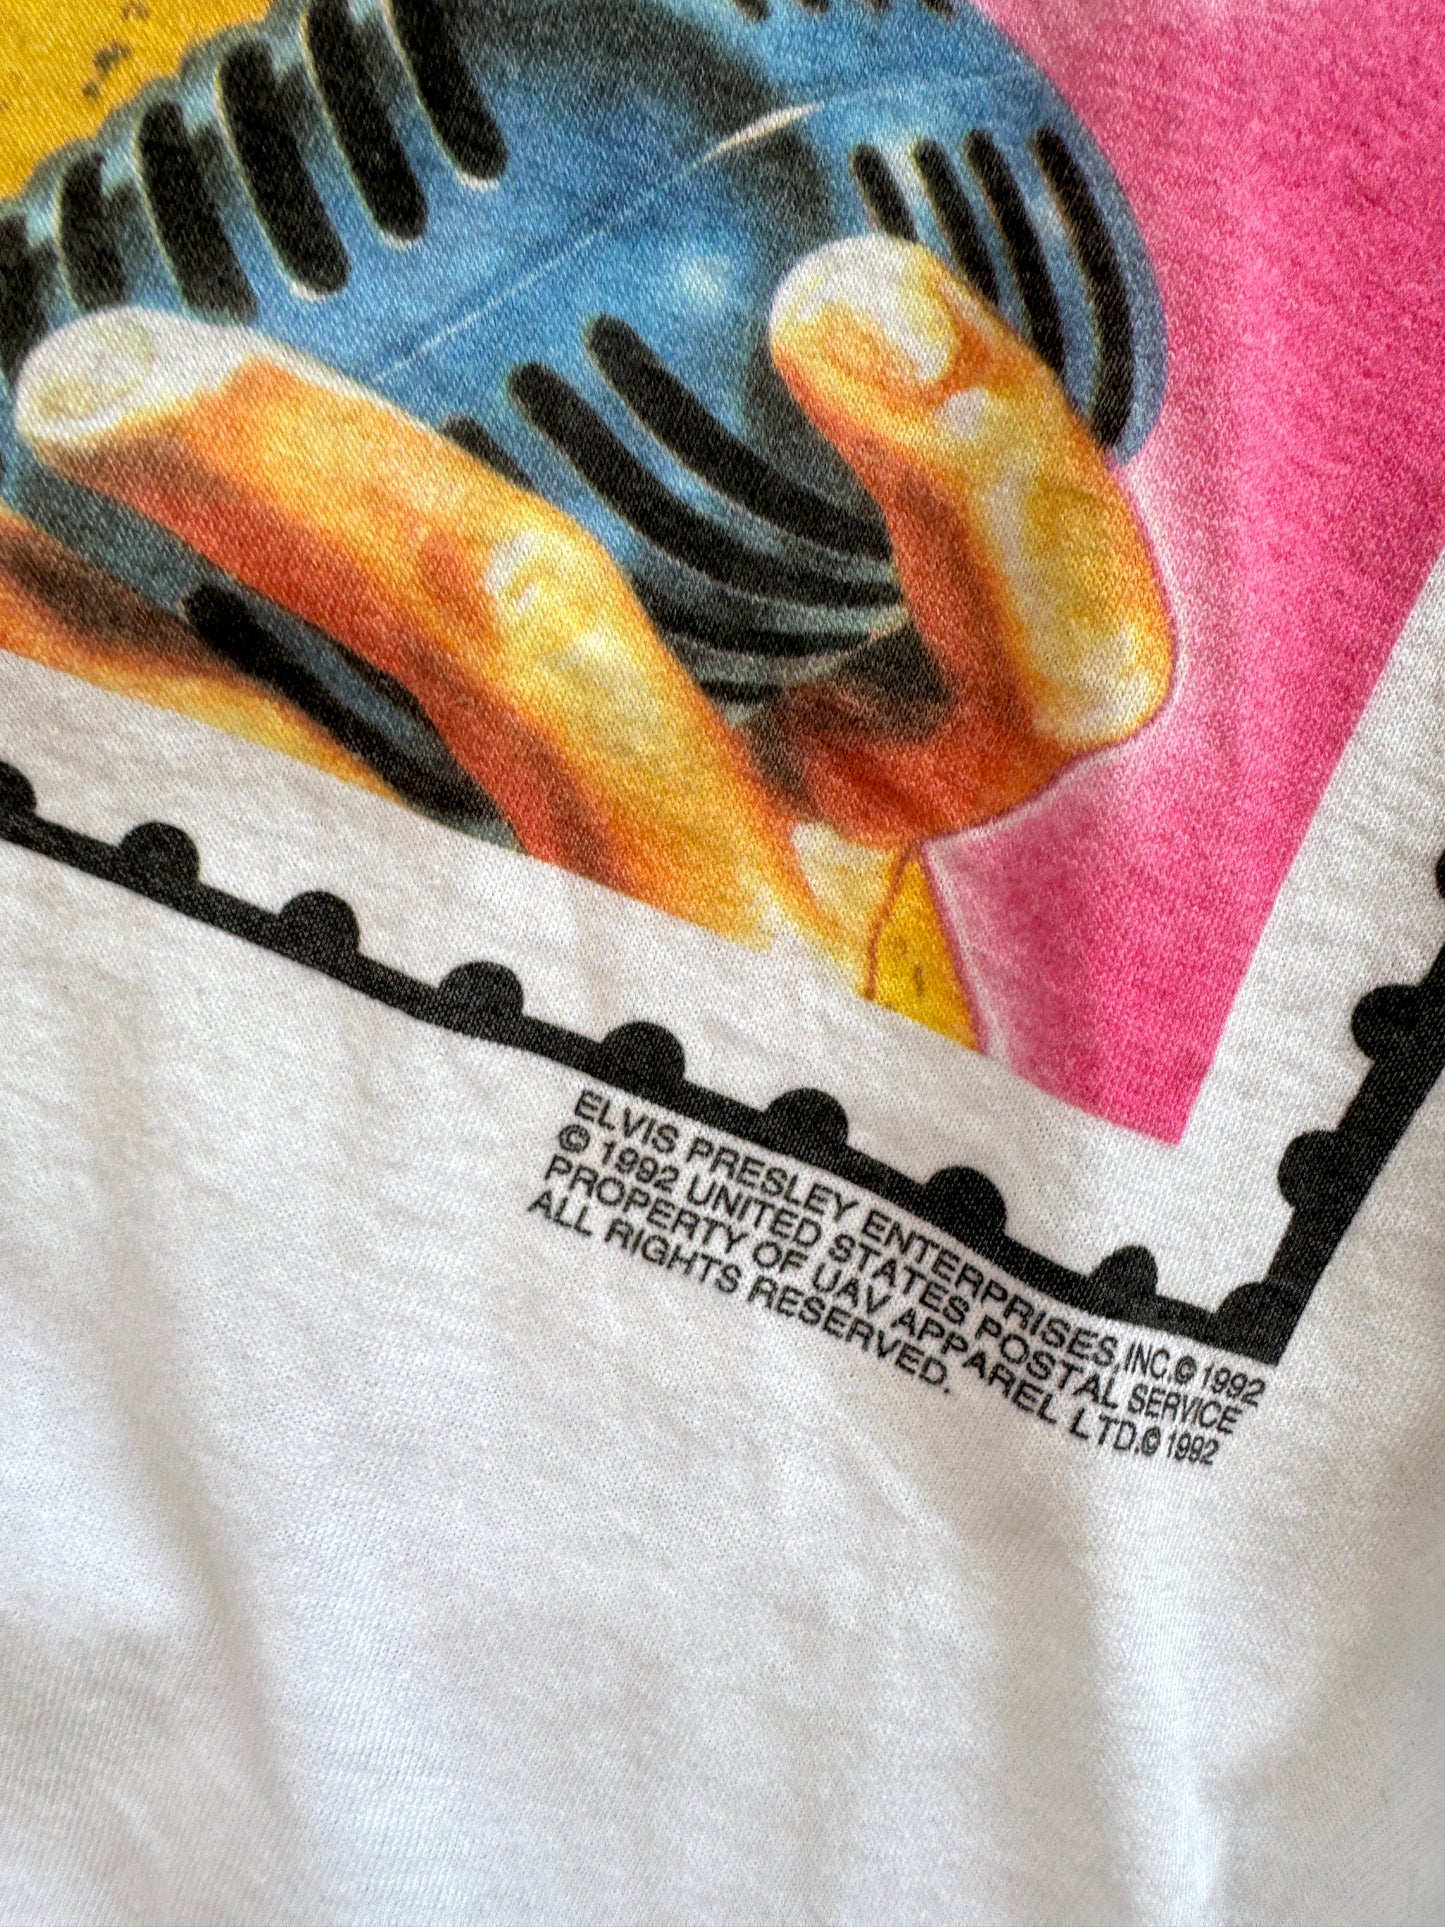 ELVIS PRESLEY ENTERPRISES, INC. © 1992
© 1992 UNITED STATES POSTAL SERVICE
PROPERTY OF UAV APPAREL LTD. © 1992
ALL RIGHTS RESERVED.